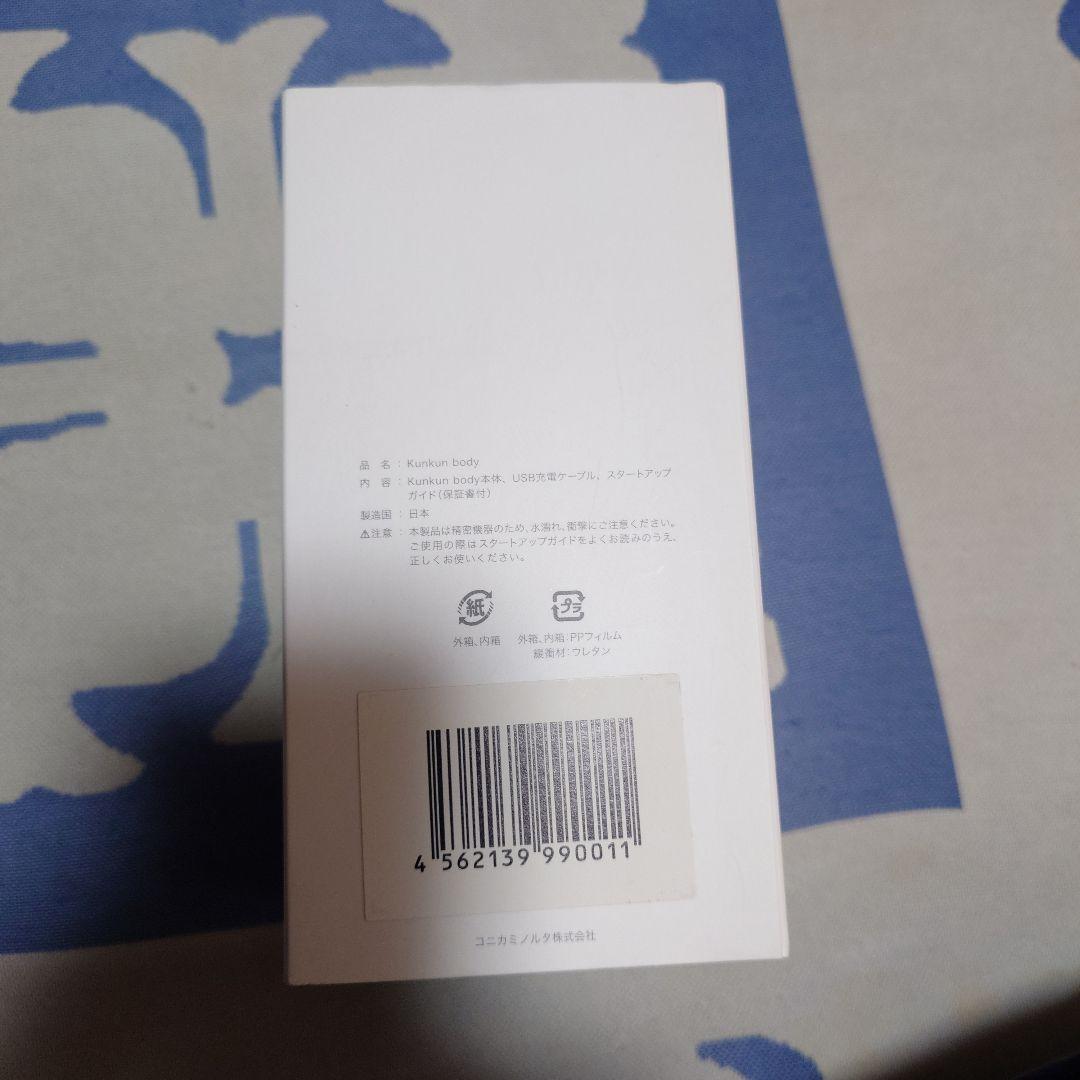 品　名 : Kunkun body
内　容 : Kunkun body本体、USB充電ケーブル、スタートアップ
ガイド（保証書付）
製造国 : 日本
⚠注意 : 本製品は精密機器のため、水濡れ、衝撃にご注意ください。
ご使用の際はスタートアップガイドをよくお読みのうえ、
正しくお使いください。
紙
プラ
外箱、内箱
外箱、内箱：PPフィルム
緩衝材：ウレタン
4 562139 990011
コニカミノルタ株式会社